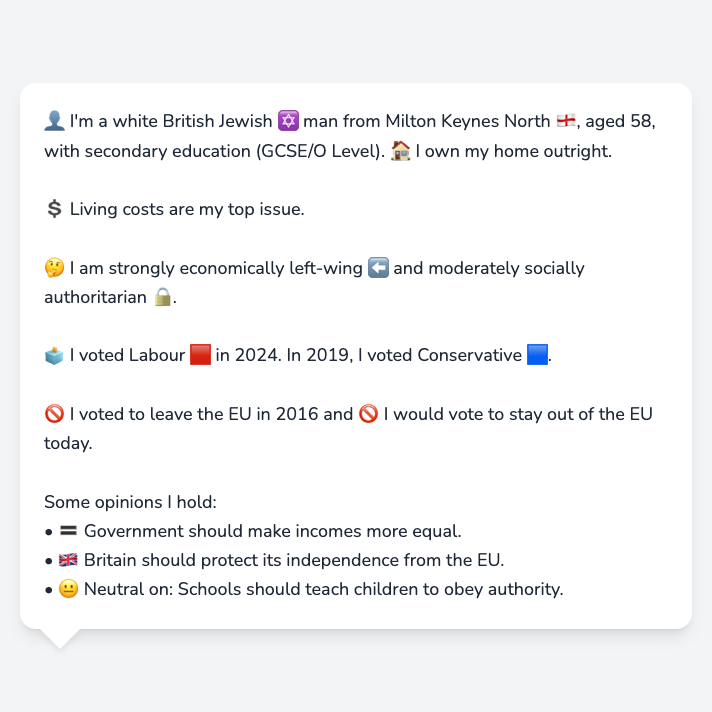 👤 I'm a white British Jewish ✡️ man from Milton Keynes North 🏴󠁧󠁢󠁥󠁮󠁧󠁿, aged 58,
with secondary education (GCSE/O Level). 🏠 I own my home outright.
💲 Living costs are my top issue.
🤔 I am strongly economically left-wing ⬅️ and moderately socially
authoritarian 🔒.
🗳️ I voted Labour 🟥 in 2024. In 2019, I voted Conservative 🟦.
🚫 I voted to leave the EU in 2016 and 🚫 I would vote to stay out of the EU
today.
Some opinions I hold:
• 🟰 Government should make incomes more equal.
• 🇬🇧 Britain should protect its independence from the EU.
• 😐 Neutral on: Schools should teach children to obey authority.